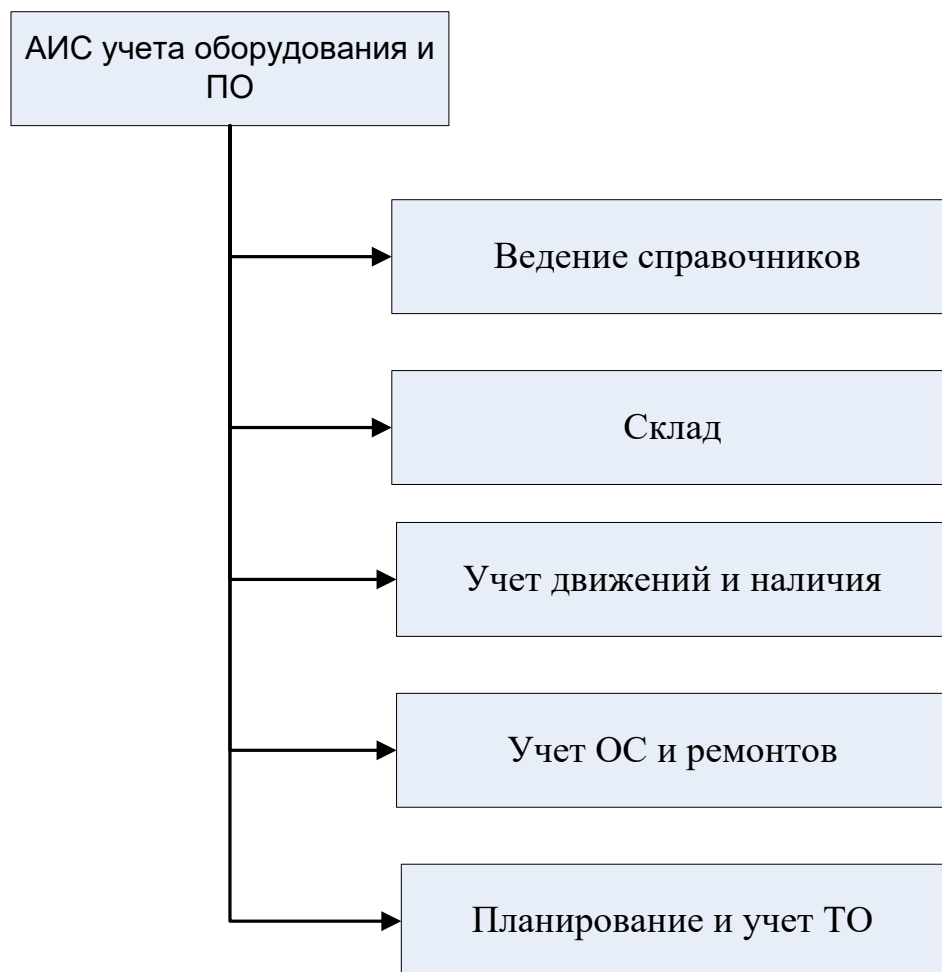 АИС учета оборудования и
ПО
Ведение справочников
Склад
Учет движений и наличия
Учет ОС и ремонтов
Планирование и учет ТО